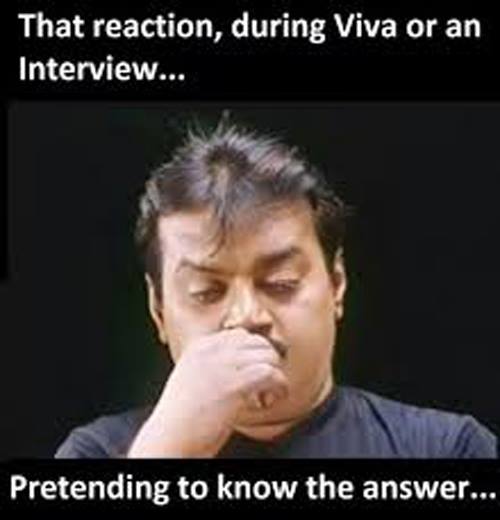 That reaction, during Viva or an
Interview...
Pretending to know the answer...